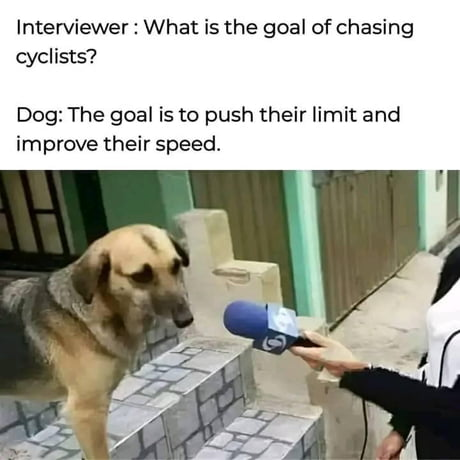 Interviewer : What is the goal of chasing
cyclists?
Dog: The goal is to push their limit and
improve their speed.